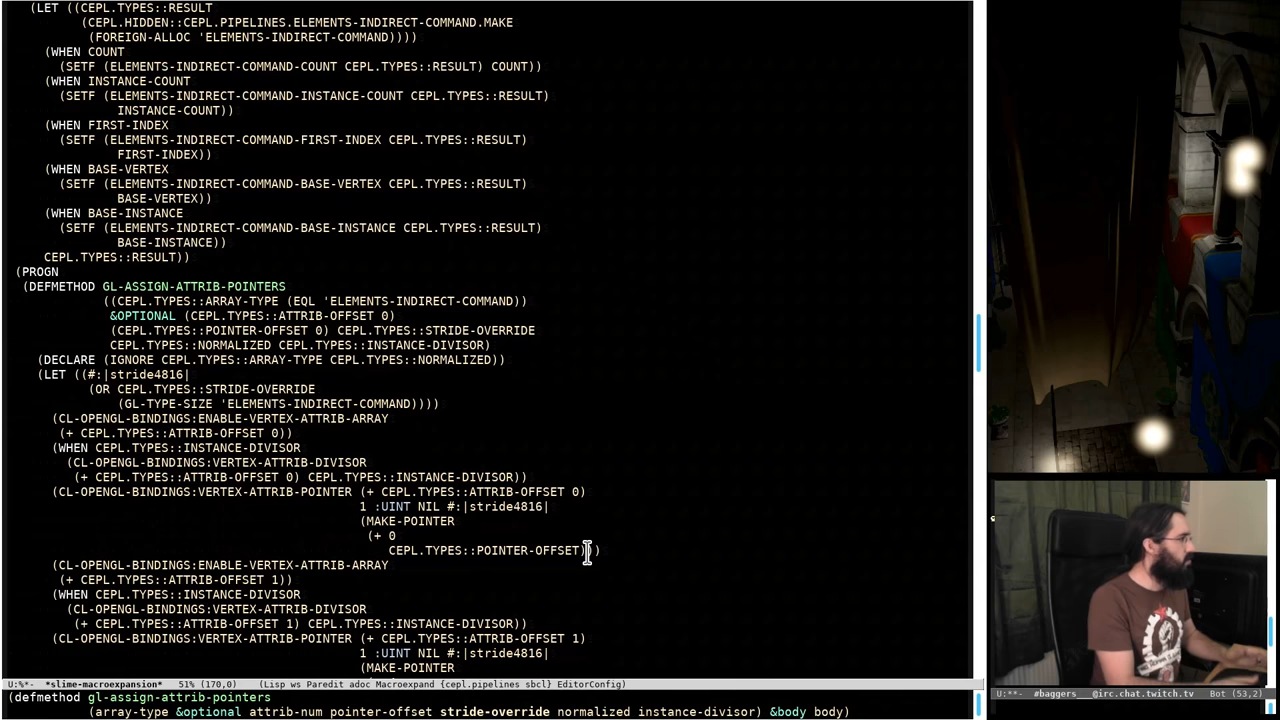 (LET ((CEPL.TYPES::RESULT
(CEPL.HIDDEN::CEPL.PIPELINES.ELEMENTS-INDIRECT-COMMAND.MAKE
(FOREIGN-ALLOC 'ELEMENTS-INDIRECT-COMMAND))))
(WHEN COUNT
(SETF (ELEMENTS-INDIRECT-COMMAND-COUNT CEPL.TYPES::RESULT) COUNT))
(WHEN INSTANCE-COUNT
(SETF (ELEMENTS-INDIRECT-COMMAND-INSTANCE-COUNT CEPL.TYPES::RESULT)
INSTANCE-COUNT))
(WHEN FIRST-INDEX
(SETF (ELEMENTS-INDIRECT-COMMAND-FIRST-INDEX CEPL.TYPES::RESULT)
FIRST-INDEX))
(WHEN BASE-VERTEX
(SETF (ELEMENTS-INDIRECT-COMMAND-BASE-VERTEX CEPL.TYPES::RESULT)
BASE-VERTEX))
(WHEN BASE-INSTANCE
(SETF (ELEMENTS-INDIRECT-COMMAND-BASE-INSTANCE CEPL.TYPES::RESULT)
BASE-INSTANCE))
CEPL.TYPES::RESULT))
(PROGN
(DEFMETHOD GL-ASSIGN-ATTRIB-POINTERS
((CEPL.TYPES::ARRAY-TYPE (EQL 'ELEMENTS-INDIRECT-COMMAND))
&OPTIONAL (CEPL.TYPES::ATTRIB-OFFSET 0)
(CEPL.TYPES::POINTER-OFFSET 0) CEPL.TYPES::STRIDE-OVERRIDE
CEPL.TYPES::NORMALIZED CEPL.TYPES::INSTANCE-DIVISOR)
(DECLARE (IGNORE CEPL.TYPES::ARRAY-TYPE CEPL.TYPES::NORMALIZED))
(LET ((#:|stride4816|
(OR CEPL.TYPES::STRIDE-OVERRIDE
(GL-TYPE-SIZE 'ELEMENTS-INDIRECT-COMMAND))))
(CL-OPENGL-BINDINGS:ENABLE-VERTEX-ATTRIB-ARRAY
(+ CEPL.TYPES::ATTRIB-OFFSET 0))
(WHEN CEPL.TYPES::INSTANCE-DIVISOR
(CL-OPENGL-BINDINGS:VERTEX-ATTRIB-DIVISOR
(+ CEPL.TYPES::ATTRIB-OFFSET 0) CEPL.TYPES::INSTANCE-DIVISOR))
(CL-OPENGL-BINDINGS:VERTEX-ATTRIB-POINTER (+ CEPL.TYPES::ATTRIB-OFFSET 0)
1 :UINT NIL #:|stride4816|
(MAKE-POINTER
(+ 0
CEPL.TYPES::POINTER-OFFSET)))
(CL-OPENGL-BINDINGS:ENABLE-VERTEX-ATTRIB-ARRAY
(+ CEPL.TYPES::ATTRIB-OFFSET 1))
(WHEN CEPL.TYPES::INSTANCE-DIVISOR
(CL-OPENGL-BINDINGS:VERTEX-ATTRIB-DIVISOR
(+ CEPL.TYPES::ATTRIB-OFFSET 1) CEPL.TYPES::INSTANCE-DIVISOR))
(CL-OPENGL-BINDINGS:VERTEX-ATTRIB-POINTER (+ CEPL.TYPES::ATTRIB-OFFSET 1)
1 :UINT NIL #:|stride4816|
(MAKE-POINTER
U:%*- *slime-macroexpansion* 51% (170,0) (Lisp ws Paredit adoc Macroexpand {cepl.pipelines sbcl} EditorConfig)
U:**- #baggers__@irc.chat.twitch.tv Bot (53,2)
(defmethod gl-assign-attrib-pointers
(array-type &optional attrib-num pointer-offset stride-override normalized instance-divisor) &body body)